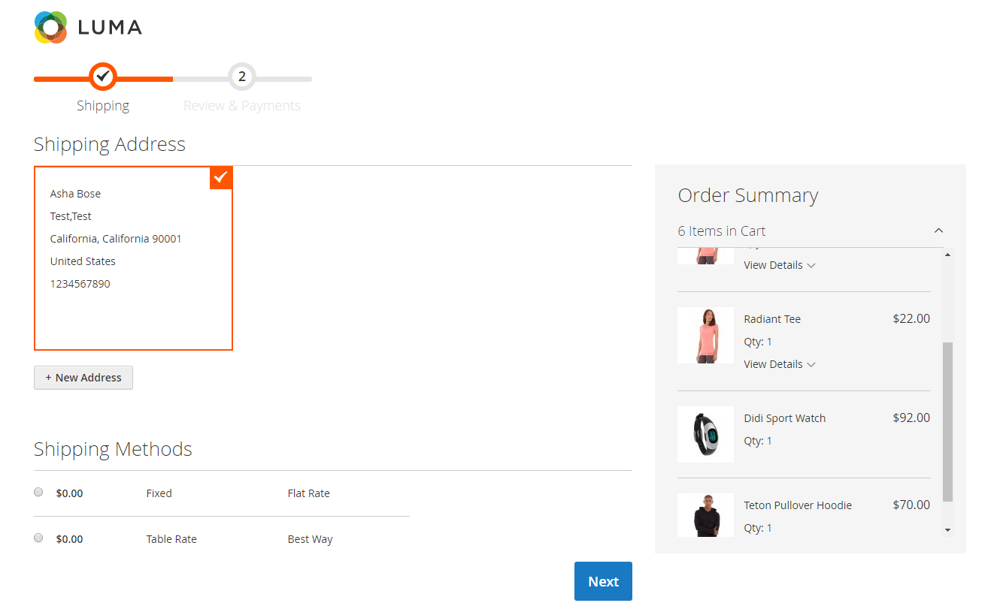 LUMA
2
Shipping
Review & Payments
Shipping Address
Asha Bose
Test,Test
California, California 90001
United States
1234567890
+ New Address
Shipping Methods
$0.00 Fixed Flat Rate
$0.00 Table Rate Best Way
Next
Order Summary
6 Items in Cart
View Details
Radiant Tee $22.00
Qty: 1
View Details
Didi Sport Watch $92.00
Qty: 1
Teton Pullover Hoodie $70.00
Qty: 1